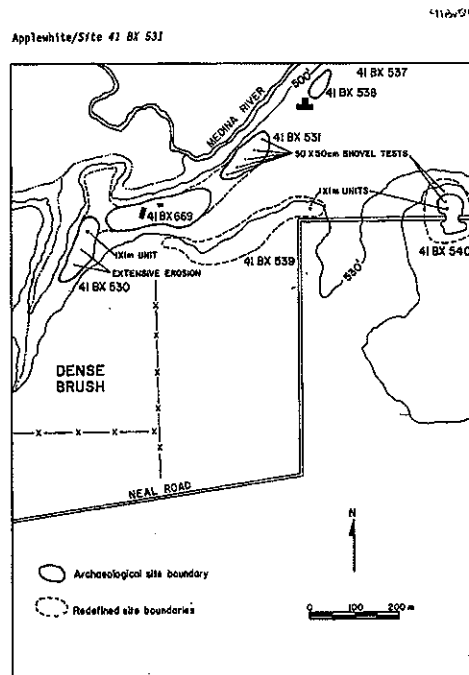 Applewhite/Site 41 BX 531
500'
41 BX 537
41 BX 538
MEDINA RIVER
41 BX 531
50 X 50cm SHOVEL TESTS
1X1m UNITS
41 BX 669
1X1m UNIT
EXTENSIVE EROSION
41 BX 530
41 BX 539
530'
41 BX 540
DENSE
BRUSH
NEAL ROAD
N
Archaeological site boundary
Redefined site boundaries
0 100 200 m